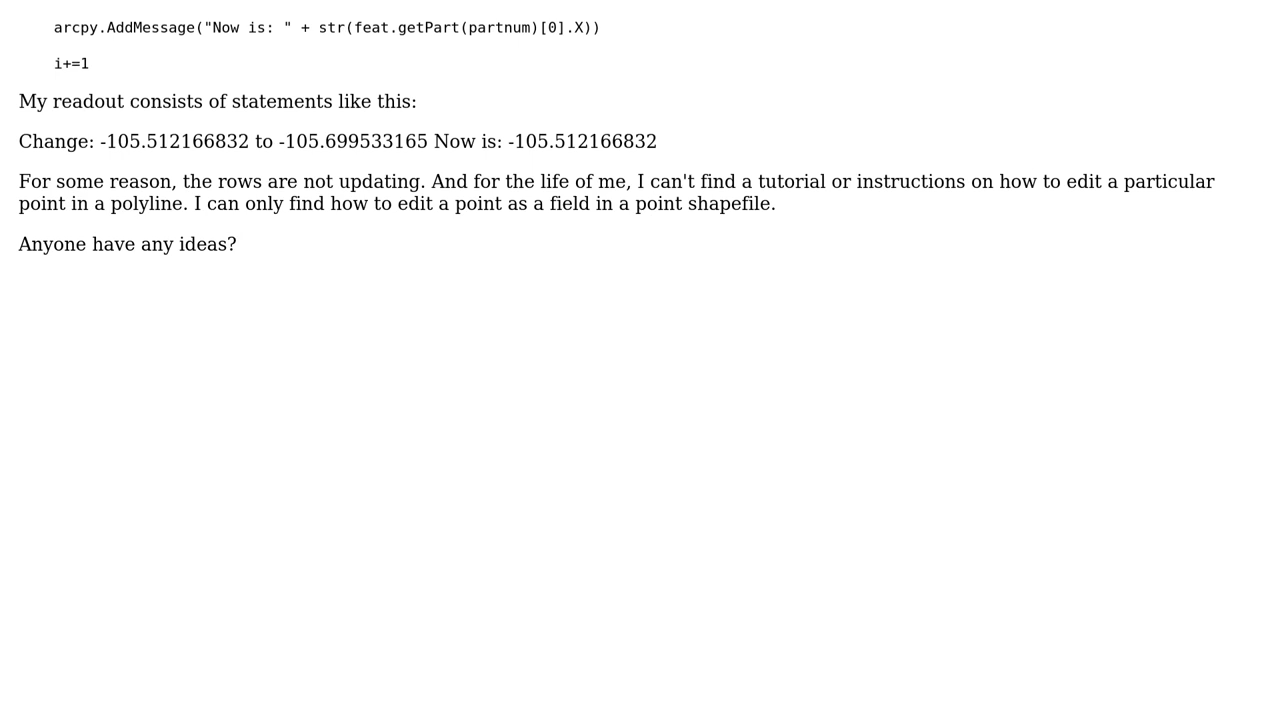 arcpy.AddMessage("Now is: " + str(feat.getPart(partnum)[0].X))
i+=1
My readout consists of statements like this:
Change: -105.512166832 to -105.699533165 Now is: -105.512166832
For some reason, the rows are not updating. And for the life of me, I can't find a tutorial or instructions on how to edit a particular
point in a polyline. I can only find how to edit a point as a field in a point shapefile.
Anyone have any ideas?